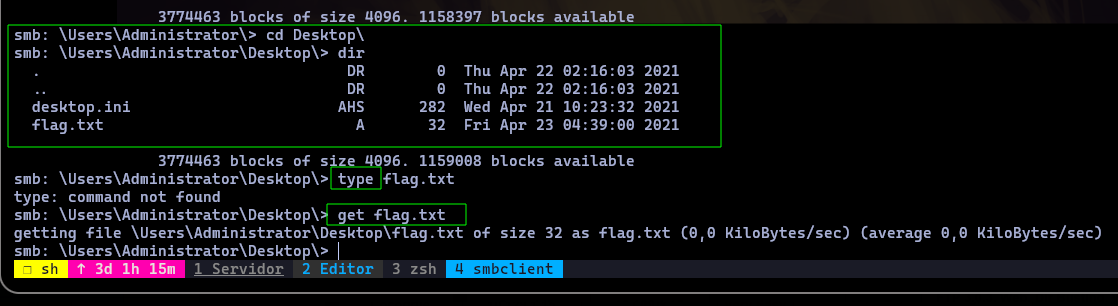 3774463 blocks of size 4096. 1158397 blocks available
smb: \Users\Administrator\> cd Desktop\
smb: \Users\Administrator\Desktop\> dir
. DR 0 Thu Apr 22 02:16:03 2021
.. DR 0 Thu Apr 22 02:16:03 2021
desktop.ini AHS 282 Wed Apr 21 10:23:32 2021
flag.txt A 32 Fri Apr 23 04:39:00 2021
3774463 blocks of size 4096. 1159008 blocks available
smb: \Users\Administrator\Desktop\> type flag.txt
type: command not found
smb: \Users\Administrator\Desktop\> get flag.txt
getting file \Users\Administrator\Desktop\flag.txt of size 32 as flag.txt (0,0 KiloBytes/sec) (average 0,0 KiloBytes/sec)
smb: \Users\Administrator\Desktop\>
❐ sh ↑ 3d 1h 15m 1 Servidor 2 Editor 3 zsh 4 smbclient